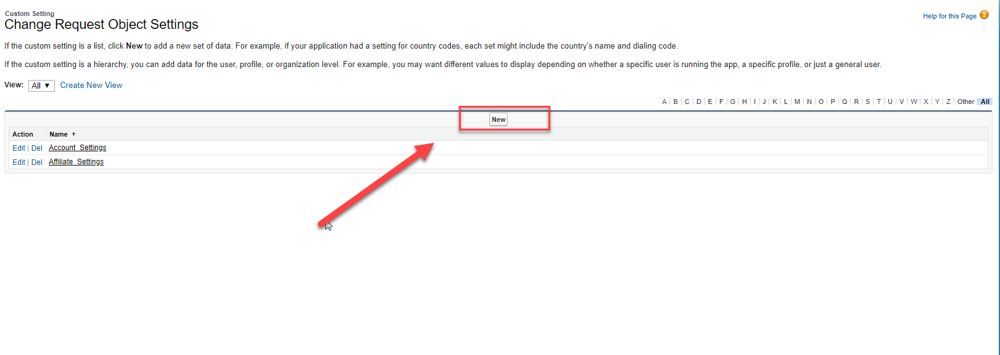 Custom Setting
Change Request Object Settings
Help for this Page ?
If the custom setting is a list, click New to add a new set of data. For example, if your application had a setting for country codes, each set might include the country's name and dialing code.
If the custom setting is a hierarchy, you can add data for the user, profile, or organization level. For example, you may want different values to display depending on whether a specific user is running the app, a specific profile, or just a general user.
View: All ▼ Create New View
A | B | C | D | E | F | G | H | I | J | K | L | M | N | O | P | Q | R | S | T | U | V | W | X | Y | Z | Other | All
New
Action Name ↑
Edit | Del Account_Settings
Edit | Del Affiliate_Settings